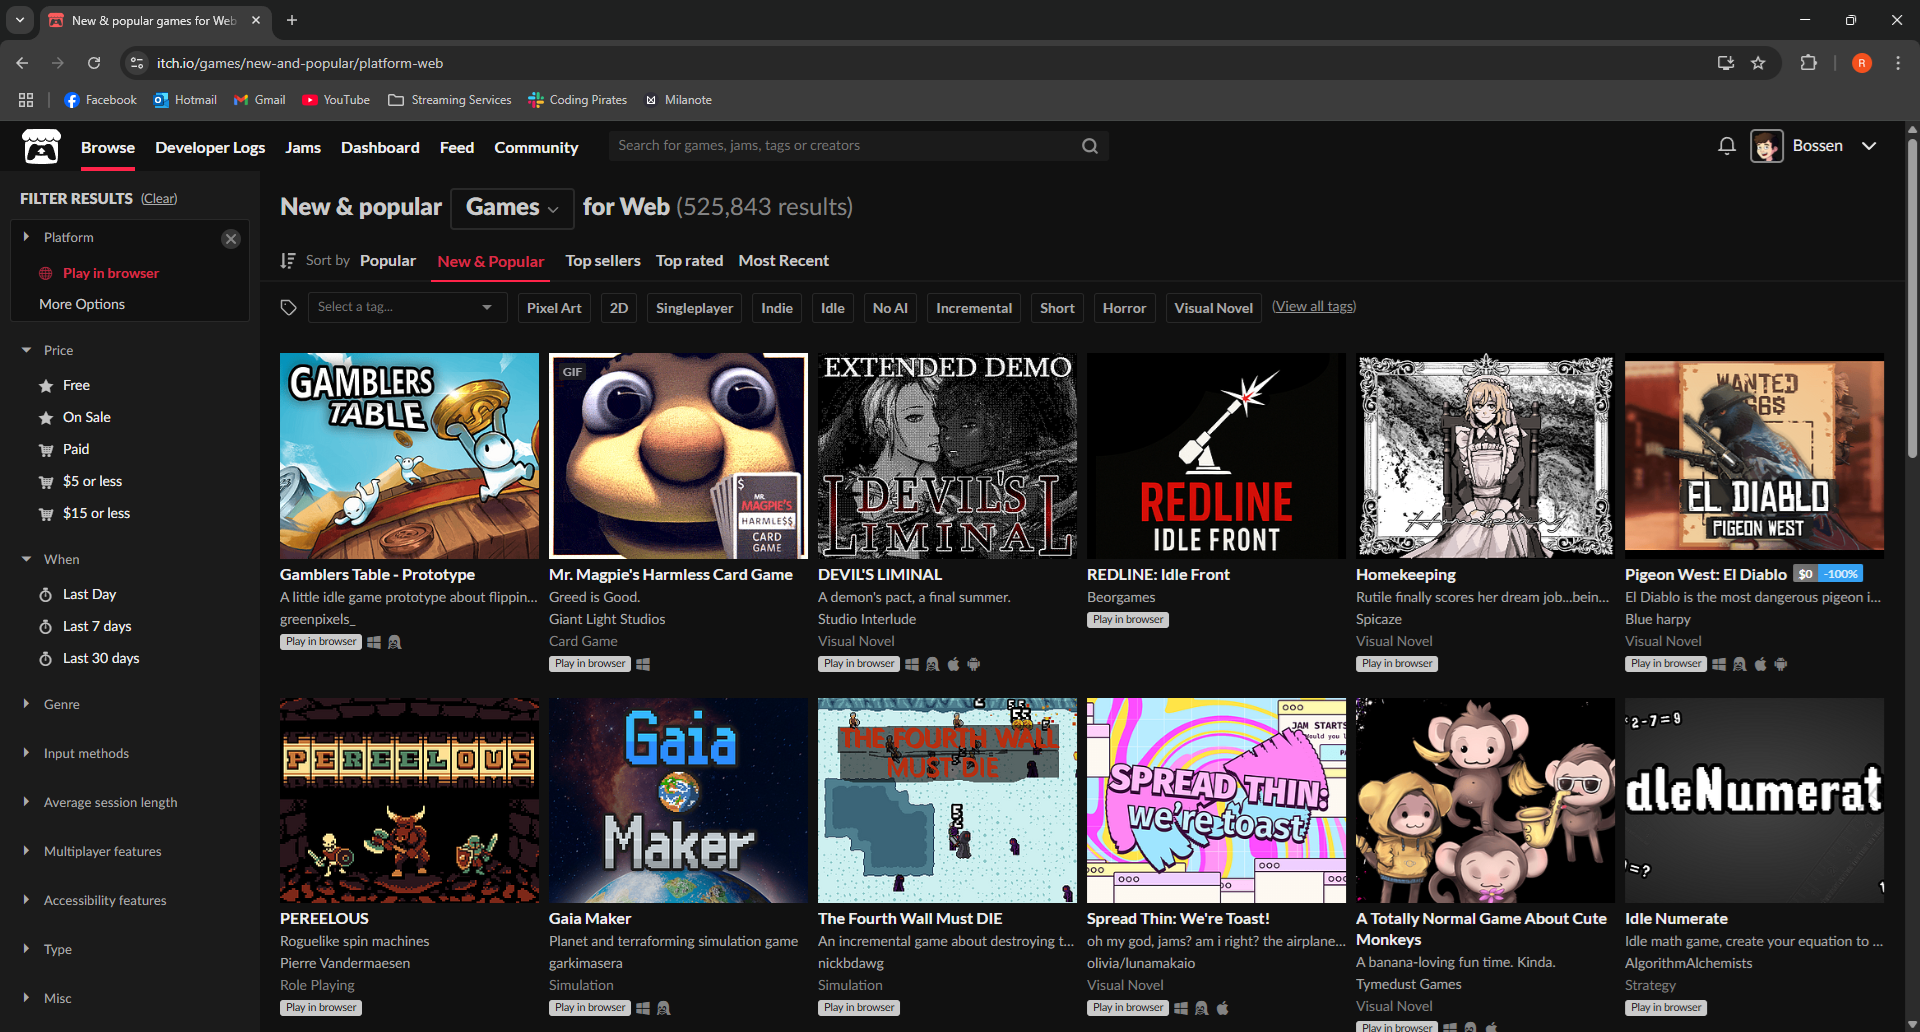 New & popular games for Web
itch.io/games/new-and-popular/platform-web
R
Facebook
Hotmail
Gmail
YouTube
Streaming Services
Coding Pirates
Milanote
Browse
Developer Logs
Jams
Dashboard
Feed
Community
Search for games, jams, tags or creators
Bossen
FILTER RESULTS (Clear)
Platform
Play in browser
More Options
Price
Free
On Sale
Paid
$5 or less
$15 or less
When
Last Day
Last 7 days
Last 30 days
Genre
Input methods
Average session length
Multiplayer features
Accessibility features
Type
Misc
New & popular Games for Web (525,843 results)
Sort by Popular New & Popular Top sellers Top rated Most Recent
Select a tag... Pixel Art 2D Singleplayer Indie Idle No AI Incremental Short Horror Visual Novel (View all tags)
GAMBLERS
TABLE
Gamblers Table - Prototype
A little idle game prototype about flippin...
greenpixels_
Play in browser
GIF
$
MR.
MAGPIE'S
HARMLE$$
CARD
GAME
Mr. Magpie's Harmless Card Game
Greed is Good.
Giant Light Studios
Card Game
Play in browser
EXTENDED DEMO
DEVIL'S
LIMINAL
DEVIL'S LIMINAL
A demon's pact, a final summer.
Studio Interlude
Visual Novel
Play in browser
REDLINE
IDLE FRONT
REDLINE: Idle Front
Beorgames
Play in browser
Homekeeping
Homekeeping
Rutile finally scores her dream job...bein...
Spicaze
Visual Novel
Play in browser
WANTED
EL DIABLO
PIGEON WEST
Pigeon West: El Diablo $0 -100%
El Diablo is the most dangerous pigeon i...
Blue harpy
Visual Novel
Play in browser
PEREELOUS
PEREELOUS
Roguelike spin machines
Pierre Vandermaesen
Role Playing
Play in browser
Gaia
Maker
Gaia Maker
Planet and terraforming simulation game
garkimasera
Simulation
Play in browser
THE FOURTH WALL
MUST DIE
52
The Fourth Wall Must DIE
An incremental game about destroying t...
nickbdawg
Simulation
Play in browser
JAM STARTS
SPREAD THIN:
we're toast
Spread Thin: We're Toast!
oh my god, jams? am i right? the airplane...
olivia/lunamakaio
Visual Novel
Play in browser
A Totally Normal Game About Cute
Monkeys
A banana-loving fun time. Kinda.
Tymedust Games
Visual Novel
Play in browser
2-7=9
dleNumerat
=?
Idle Numerate
Idle math game, create your equation to ...
AlgorithmAlchemists
Strategy
Play in browser